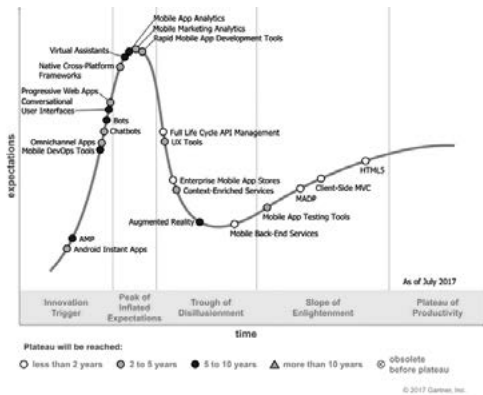 expectations
Mobile App Analytics
Mobile Marketing Analytics
Virtual Assistants
Rapid Mobile App Development Tools
Native Cross-Platform
Frameworks
Progressive Web Apps
Conversational
User Interfaces
Bots
Chatbots
Omnichannel Apps
Mobile DevOps Tools
Full Life Cycle API Management
UX Tools
Enterprise Mobile App Stores
Context-Enriched Services
Augmented Reality
Mobile Back-End Services
HTML5
Client-Side MVC
MADP
Mobile App Testing Tools
AMP
Android Instant Apps
As of July 2017
Innovation
Trigger
Peak of
Inflated
Expectations
Trough of
Disillusionment
Slope of
Enlightenment
Plateau of
Productivity
time
Plateau will be reached:
less than 2 years
2 to 5 years
5 to 10 years
more than 10 years
obsolete
before plateau
© 2017 Gartner, Inc.